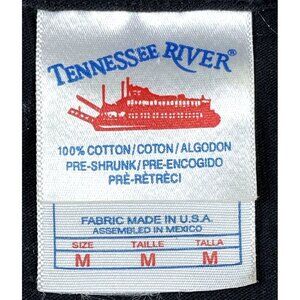 TENNESSEE RIVER®
100% COTTON/COTON/ALGODON
PRE-SHRUNK/PRE-ENCOGIDO
PRÉ-RÉTRÉCI
FABRIC MADE IN U.S.A.
ASSEMBLED IN MEXICO
SIZE TAILLE TALLA
M M M